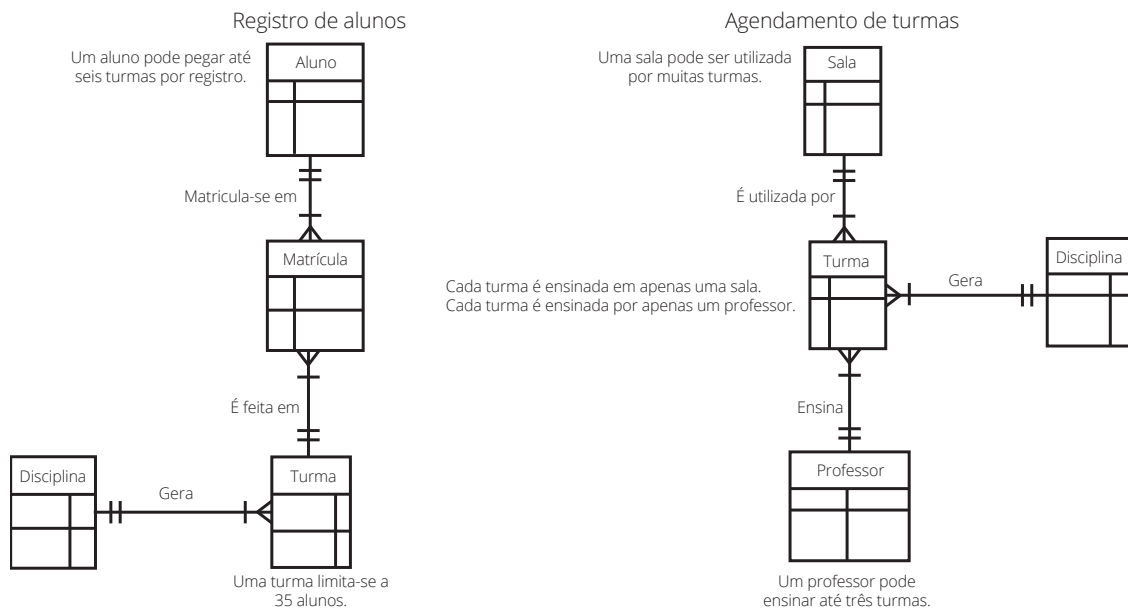 Registro de alunos
Um aluno pode pegar até
seis turmas por registro.
Aluno
Matricula-se em
Matrícula
É feita em
Disciplina
Gera
Turma
Uma turma limita-se a
35 alunos.
Agendamento de turmas
Uma sala pode ser utilizada
por muitas turmas.
Sala
É utilizada por
Turma
Gera
Disciplina
Cada turma é ensinada em apenas uma sala.
Cada turma é ensinada por apenas um professor.
Ensina
Professor
Um professor pode
ensinar até três turmas.